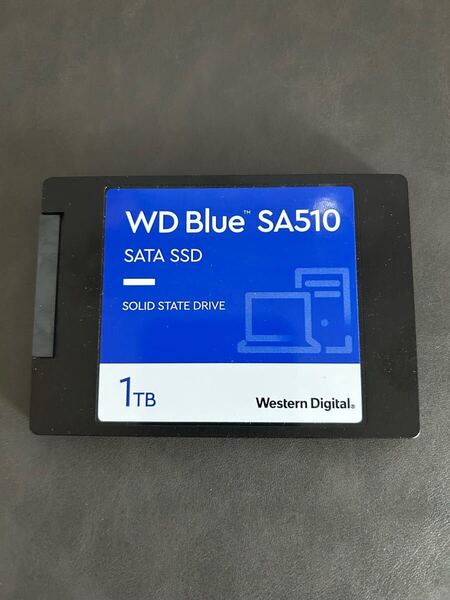 WD Blue™ SA510
SATA SSD
SOLID STATE DRIVE
1TB
Western Digital®